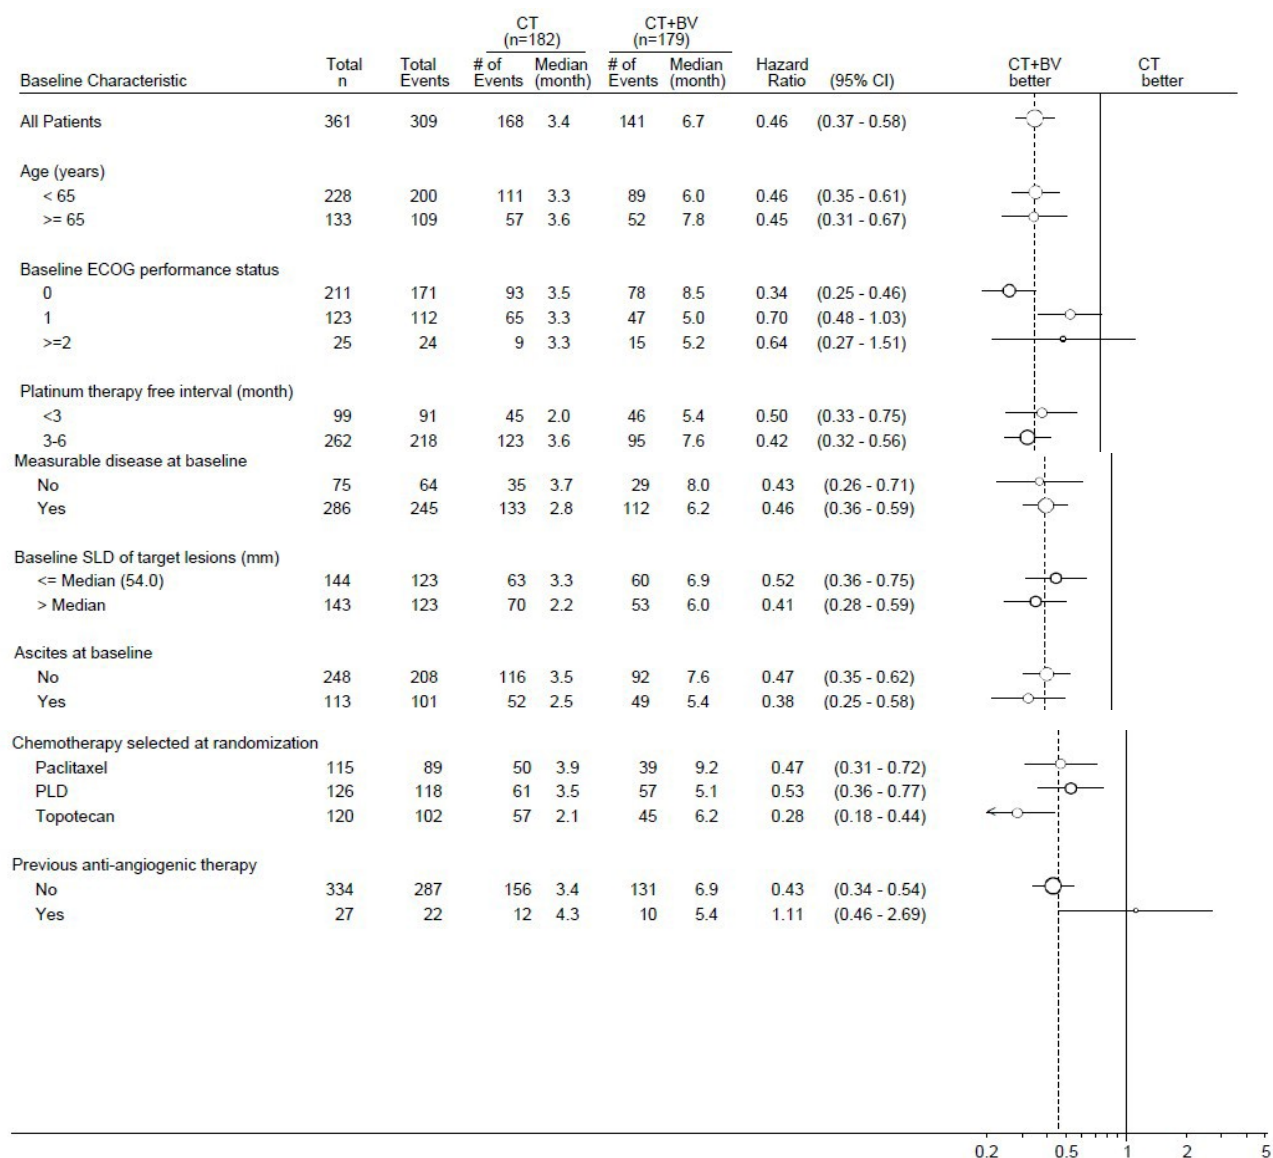 CT CT+BV
(n=182) (n=179)
Total Total # of Median # of Median Hazard CT+BV CT
Baseline Characteristic n Events Events (month) Events (month) Ratio (95% CI) better better
All Patients 361 309 168 3.4 141 6.7 0.46 (0.37 - 0.58)
Age (years)
< 65 228 200 111 3.3 89 6.0 0.46 (0.35 - 0.61)
>= 65 133 109 57 3.6 52 7.8 0.45 (0.31 - 0.67)
Baseline ECOG performance status
0 211 171 93 3.5 78 8.5 0.34 (0.25 - 0.46)
1 123 112 65 3.3 47 5.0 0.70 (0.48 - 1.03)
>=2 25 24 9 3.3 15 5.2 0.64 (0.27 - 1.51)
Platinum therapy free interval (month)
<3 99 91 45 2.0 46 5.4 0.50 (0.33 - 0.75)
3-6 262 218 123 3.6 95 7.6 0.42 (0.32 - 0.56)
Measurable disease at baseline
No 75 64 35 3.7 29 8.0 0.43 (0.26 - 0.71)
Yes 286 245 133 2.8 112 6.2 0.46 (0.36 - 0.59)
Baseline SLD of target lesions (mm)
<= Median (54.0) 144 123 63 3.3 60 6.9 0.52 (0.36 - 0.75)
> Median 143 123 70 2.2 53 6.0 0.41 (0.28 - 0.59)
Ascites at baseline
No 248 208 116 3.5 92 7.6 0.47 (0.35 - 0.62)
Yes 113 101 52 2.5 49 5.4 0.38 (0.25 - 0.58)
Chemotherapy selected at randomization
Paclitaxel 115 89 50 3.9 39 9.2 0.47 (0.31 - 0.72)
PLD 126 118 61 3.5 57 5.1 0.53 (0.36 - 0.77)
Topotecan 120 102 57 2.1 45 6.2 0.28 (0.18 - 0.44)
Previous anti-angiogenic therapy
No 334 287 156 3.4 131 6.9 0.43 (0.34 - 0.54)
Yes 27 22 12 4.3 10 5.4 1.11 (0.46 - 2.69)
0.2 0.5 1 2 5